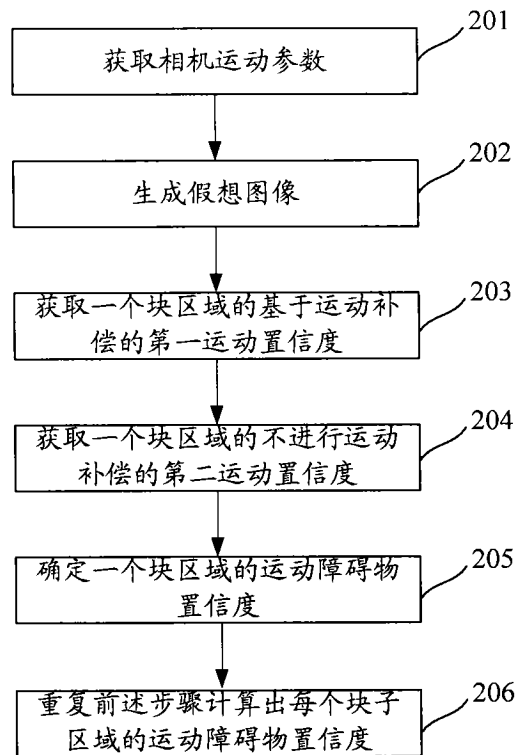 201
获取相机运动参数
202
生成假想图像
203
获取一个块区域的基于运动补
偿的第一运动置信度
204
获取一个块区域的不进行运动
补偿的第二运动置信度
205
确定一个块区域的运动障碍物
置信度
206
重复前述步骤计算出每个块子
区域的运动障碍物置信度